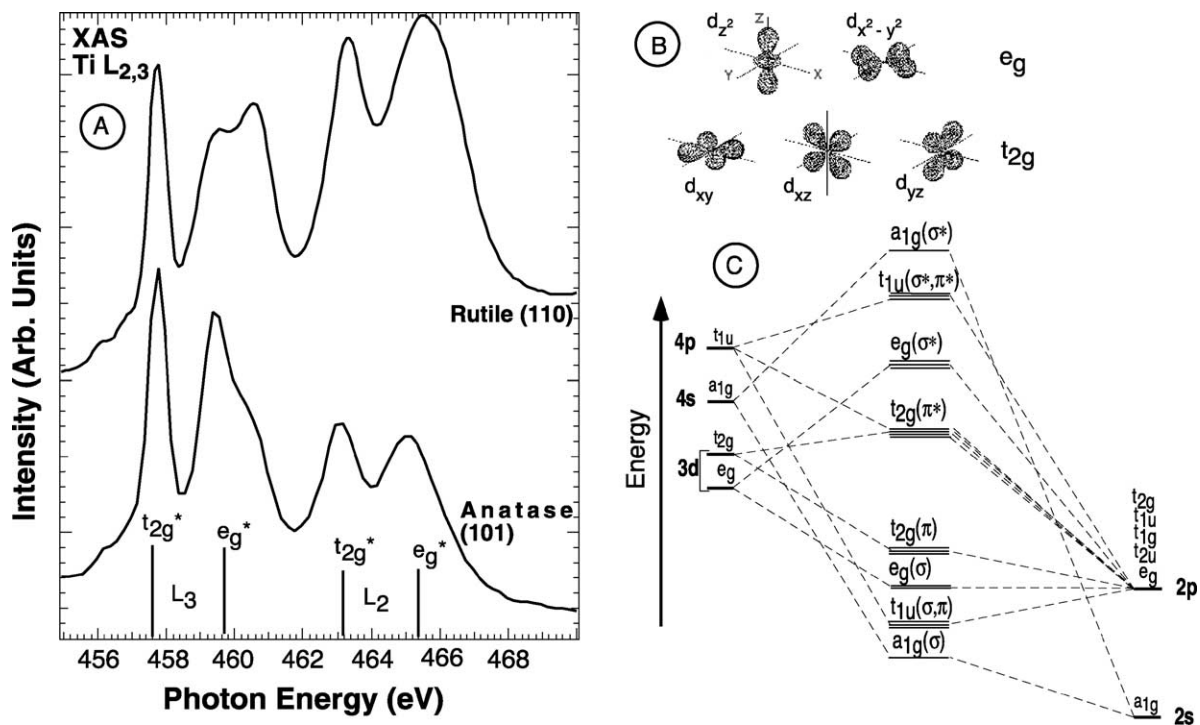 XAS
Ti L2,3
A
Rutile (110)
Anatase
(101)
t2g*
eg*
t2g*
eg*
L3
L2
456 458 460 462 464 466 468
Photon Energy (eV)
Intensity (Arb. Units)
B
dz²
dx² - y²
eg
Z
Y
X
t2g
dxy
dxz
dyz
C
Energy
a1g(σ*)
t1u(σ*,π*)
4p t1u
eg(σ*)
4s a1g
t2g(π*)
3d
t2g
eg
t2g(π)
eg(σ)
t1u(σ,π)
a1g(σ)
t2g
t1u
t1g
t2u
eg
2p
a1g
2s